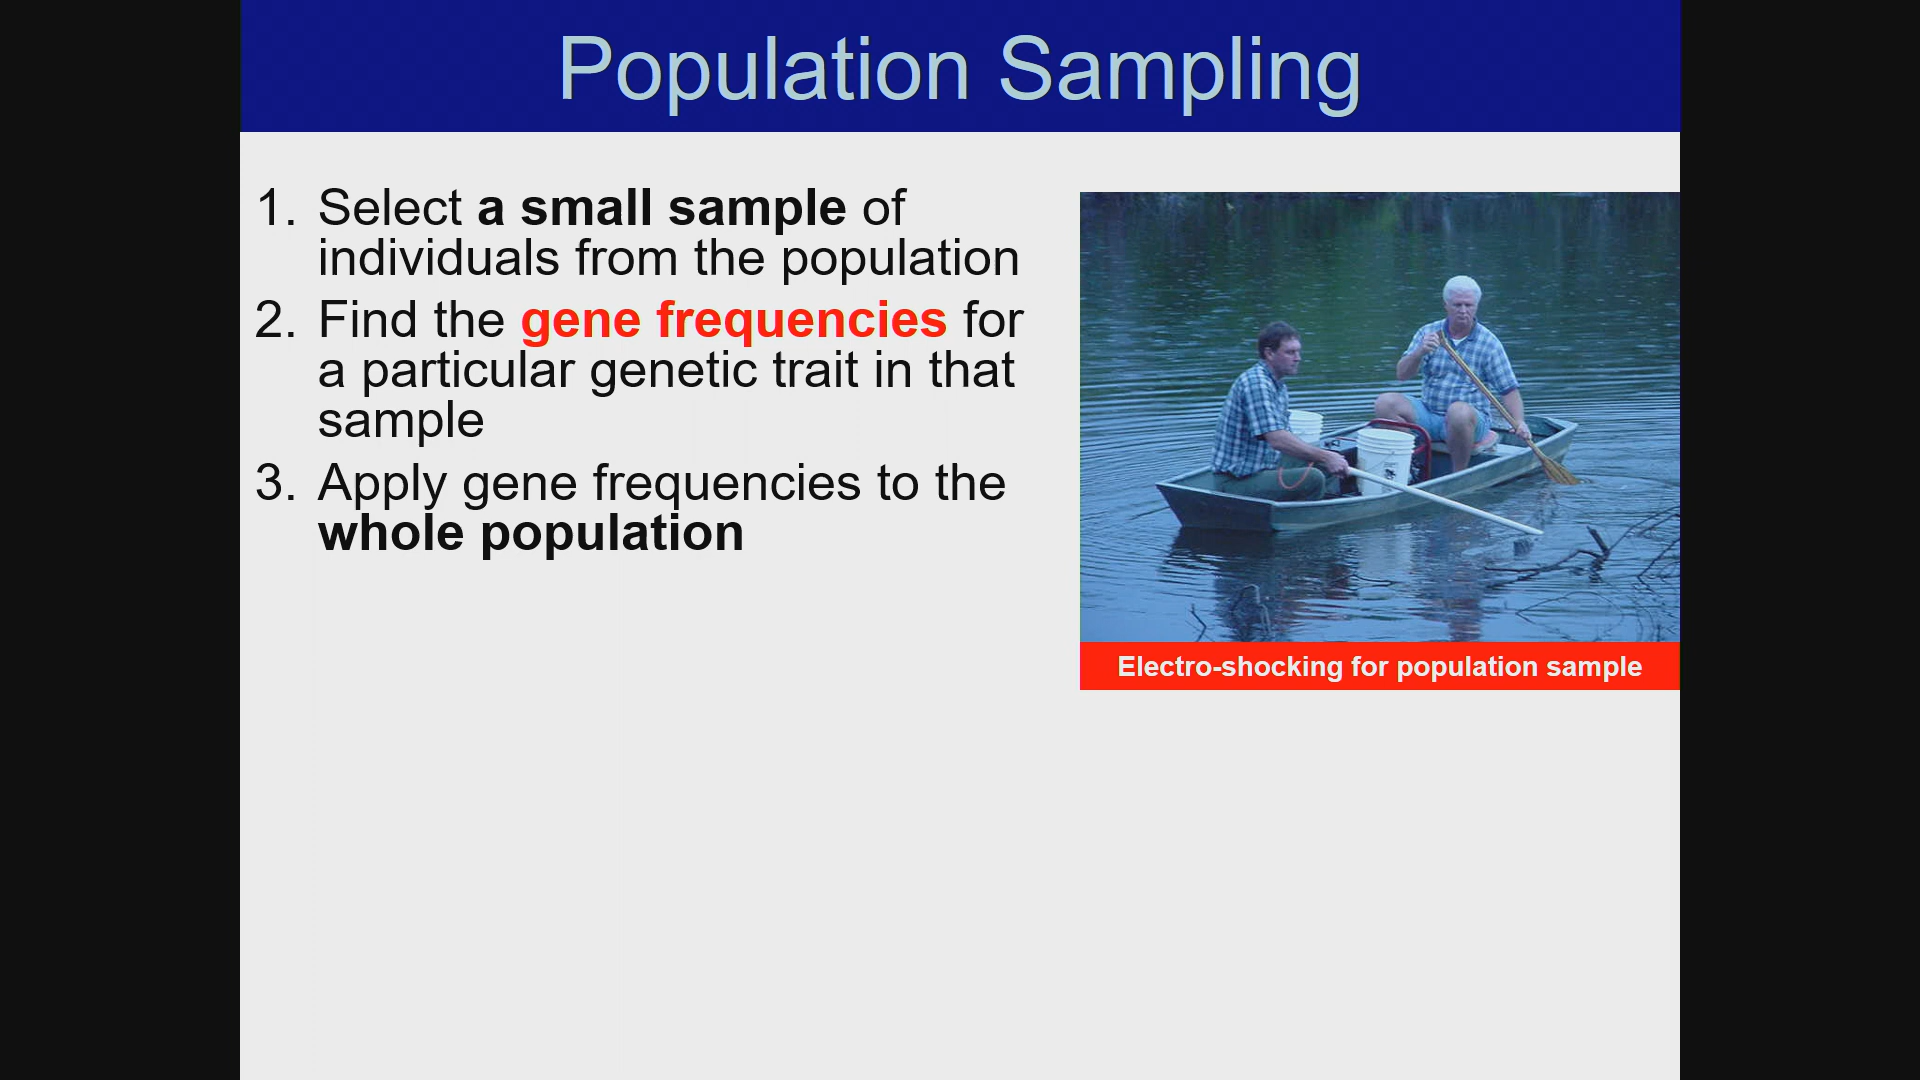 Population Sampling
1. Select a small sample of
individuals from the population
2. Find the gene frequencies for
a particular genetic trait in that
sample
3. Apply gene frequencies to the
whole population
Electro-shocking for population sample